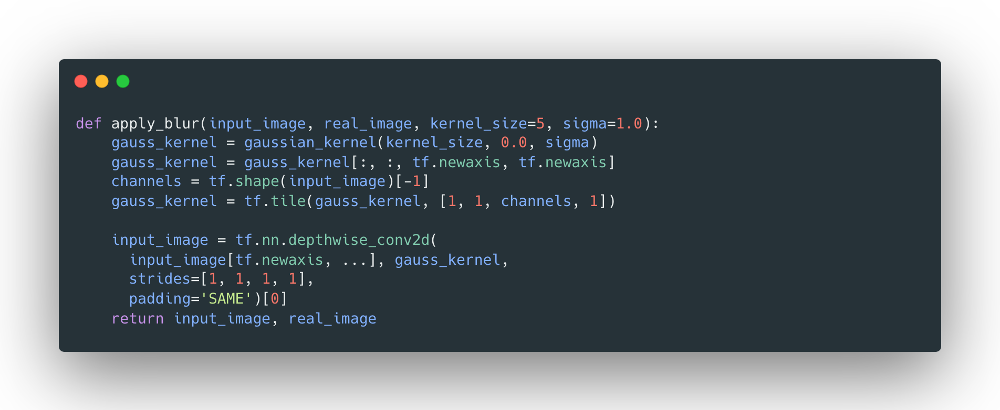 def apply_blur(input_image, real_image, kernel_size=5, sigma=1.0):
    gauss_kernel = gaussian_kernel(kernel_size, 0.0, sigma)
    gauss_kernel = gauss_kernel[:, :, tf.newaxis, tf.newaxis]
    channels = tf.shape(input_image)[-1]
    gauss_kernel = tf.tile(gauss_kernel, [1, 1, channels, 1])

    input_image = tf.nn.depthwise_conv2d(
      input_image[tf.newaxis, ...], gauss_kernel,
      strides=[1, 1, 1, 1],
      padding='SAME')[0]
    return input_image, real_image